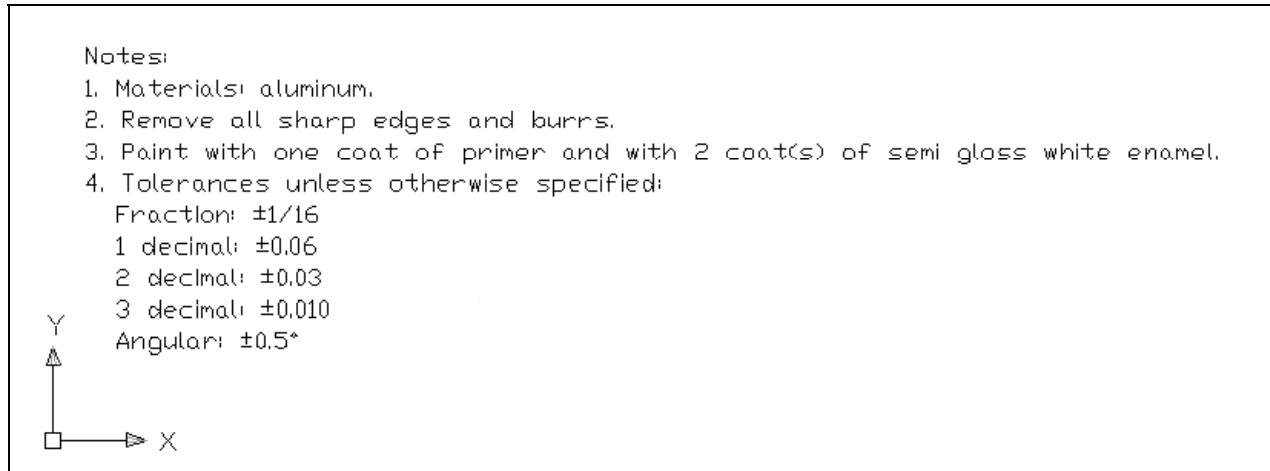 Notes:
1. Materials: aluminum.
2. Remove all sharp edges and burrs.
3. Paint with one coat of primer and with 2 coat(s) of semi gloss white enamel.
4. Tolerances unless otherwise specified:
Fraction: ±1/16
1 decimal: ±0.06
2 decimal: ±0.03
3 decimal: ±0.010
Angular: ±0.5°
Y
X